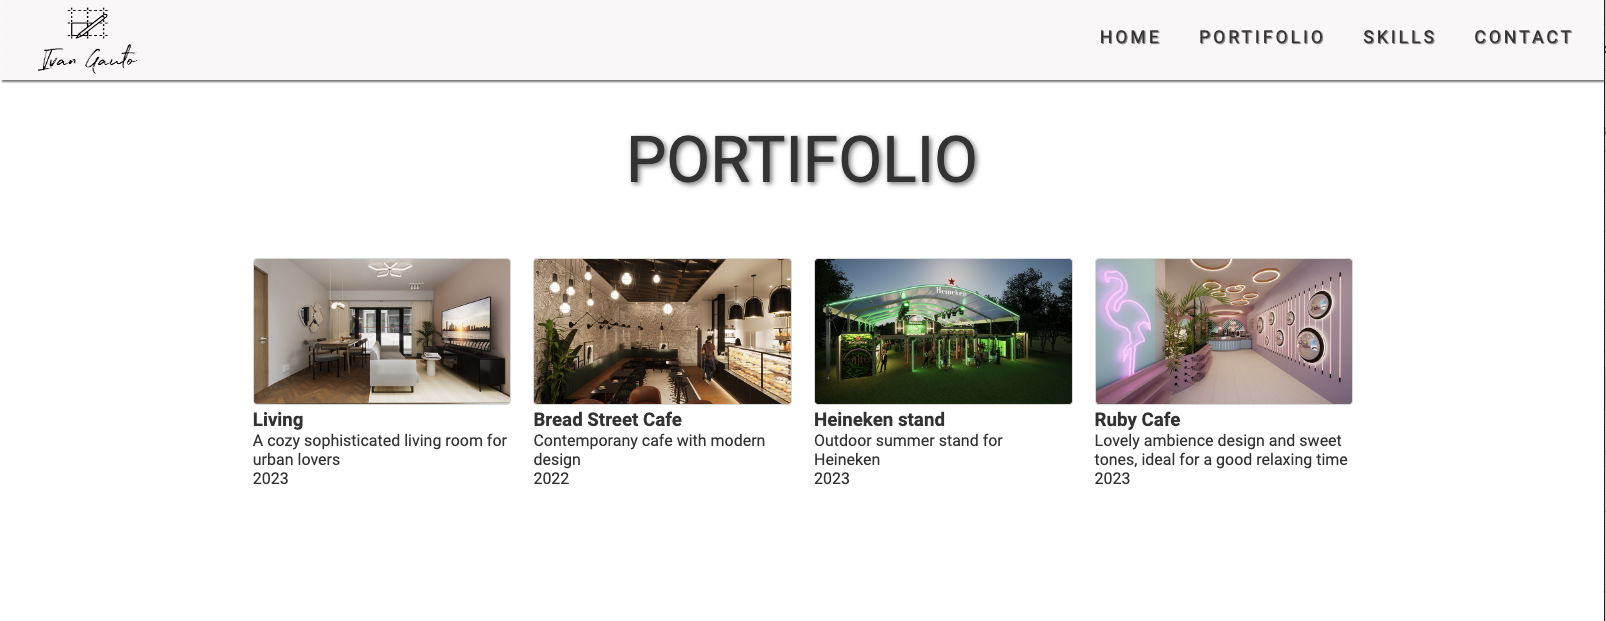 Ivan Gauto
HOME PORTIFOLIO SKILLS CONTACT
PORTIFOLIO
Heineken
Living
A cozy sophisticated living room for
urban lovers
2023
Bread Street Cafe
Contemporany cafe with modern
design
2022
Heineken stand
Outdoor summer stand for
Heineken
2023
Ruby Cafe
Lovely ambience design and sweet
tones, ideal for a good relaxing time
2023